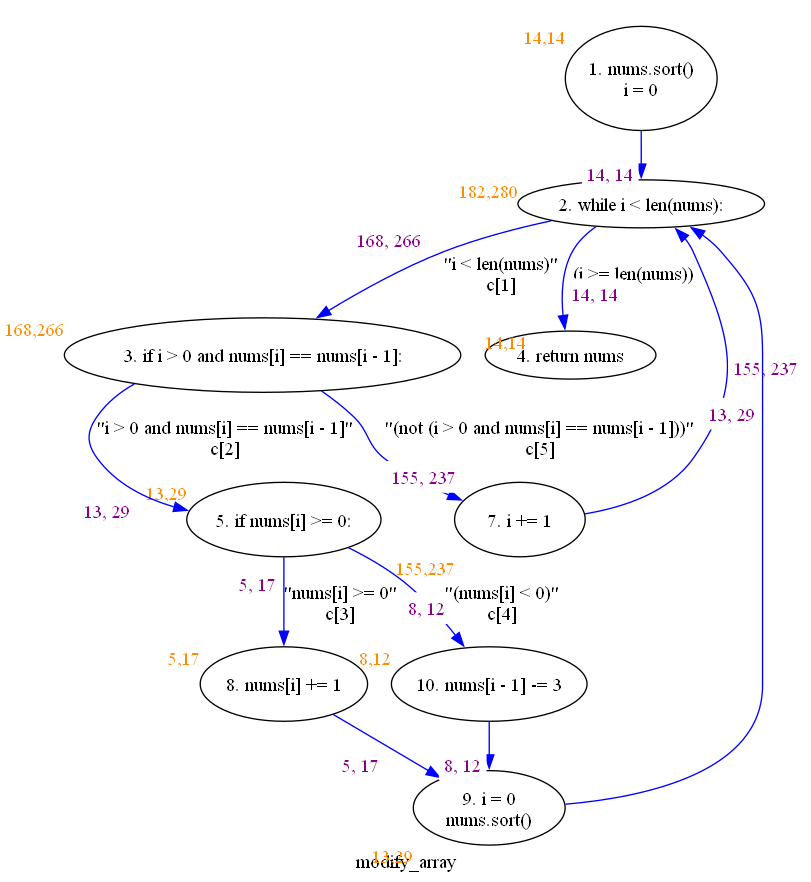 14,14
1. nums.sort()
i = 0
14, 14
182,280
2. while i < len(nums):
168, 266
"i < len(nums)"
c[1]
(i >= len(nums))
14, 14
168,266
3. if i > 0 and nums[i] == nums[i - 1]:
14,14
4. return nums
155, 237
13, 29
"i > 0 and nums[i] == nums[i - 1]"
c[2]
"(not (i > 0 and nums[i] == nums[i - 1]))"
c[5]
155, 237
13,29
13, 29
5. if nums[i] >= 0:
7. i += 1
155,237
5, 17
"nums[i] >= 0"
c[3]
8, 12
"(nums[i] < 0)"
c[4]
5,17
8. nums[i] += 1
8,12
10. nums[i - 1] -= 3
5, 17
8, 12
9. i = 0
nums.sort()
13,29
modify_array